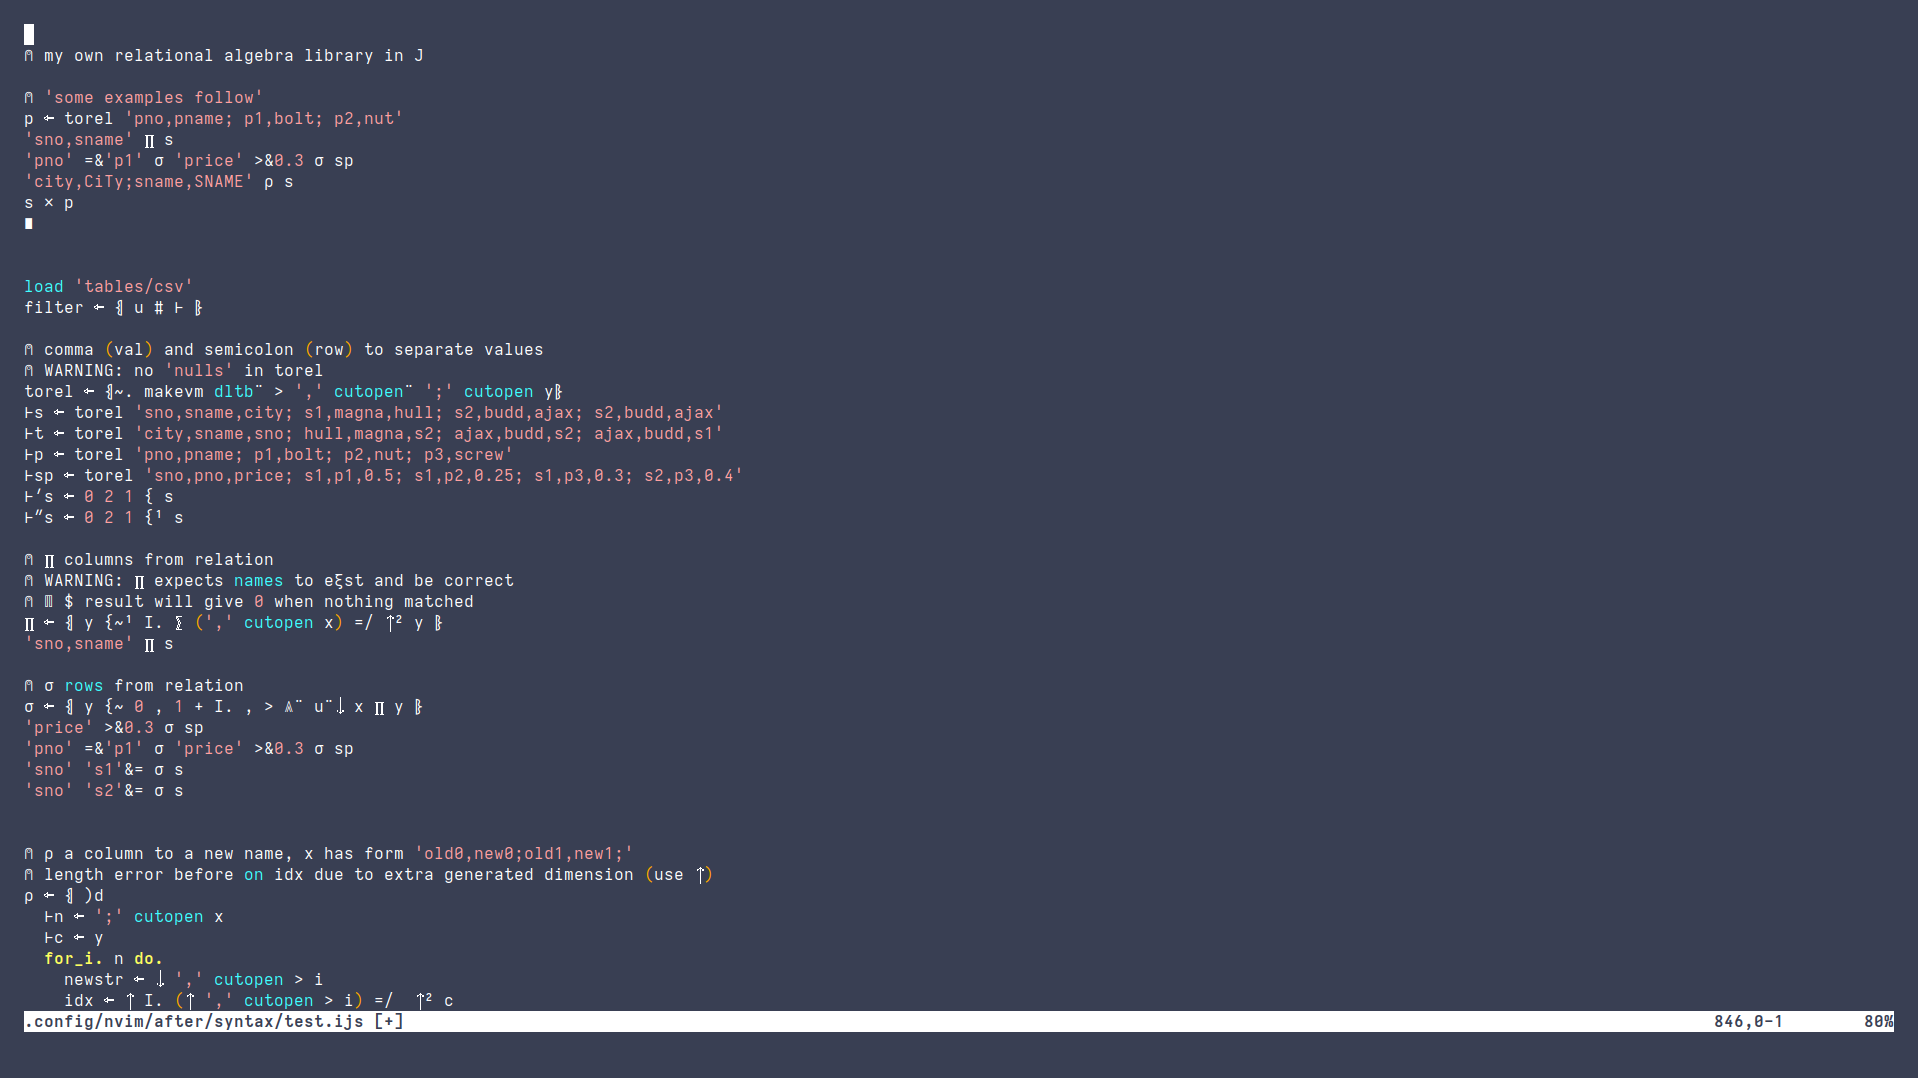 ⍝ my own relational algebra library in J
⍝ 'some examples follow'
p ← torel 'pno,pname; p1,bolt; p2,nut'
'sno,sname' ∏ s
'pno' =&'p1' σ 'price' >&0.3 σ sp
'city,CiTy;sname,SNAME' ρ s
s × p
∎
load 'tables/csv'
filter ← ⦃ u # ⊢ ⦄
⍝ comma (val) and semicolon (row) to separate values
⍝ WARNING: no 'nulls' in torel
torel ← ⦃~. makevm dltb¨ > ',' cutopen¨ ';' cutopen y⦄
⊢s ← torel 'sno,sname,city; s1,magna,hull; s2,budd,ajax; s2,budd,ajax'
⊢t ← torel 'city,sname,sno; hull,magna,s2; ajax,budd,s2; ajax,budd,s1'
⊢p ← torel 'pno,pname; p1,bolt; p2,nut; p3,screw'
⊢sp ← torel 'sno,pno,price; s1,p1,0.5; s1,p2,0.25; s1,p3,0.3; s2,p3,0.4'
⊢′s ← 0 2 1 { s
⊢″s ← 0 2 1 {¹ s
⍝ ∏ columns from relation
⍝ WARNING: ∏ expects names to eξst and be correct
⍝ $ result will give 0 when nothing matched
∏ ← ⦃ y {~¹ I. ⅀ (',' cutopen x) =/ ↑² y ⦄
'sno,sname' ∏ s
⍝ σ rows from relation
σ ← ⦃ y {~ 0 , 1 + I. , > ⩓¨ u¨↓ x ∏ y ⦄
'price' >&0.3 σ sp
'pno' =&'p1' σ 'price' >&0.3 σ sp
'sno' 's1'&= σ s
'sno' 's2'&= σ s
⍝ ρ a column to a new name, x has form 'old0,new0;old1,new1;'
⍝ length error before on idx due to extra generated dimension (use ↑)
ρ ← ⦃ )d
⊢n ← ';' cutopen x
⊢c ← y
for_i. n do.
newstr ← ↓ ',' cutopen > i
idx ← ↑ I. (↑ ',' cutopen > i) =/ ↑² c
.config/nvim/after/syntax/test.ijs [+] 846,0-1 80%